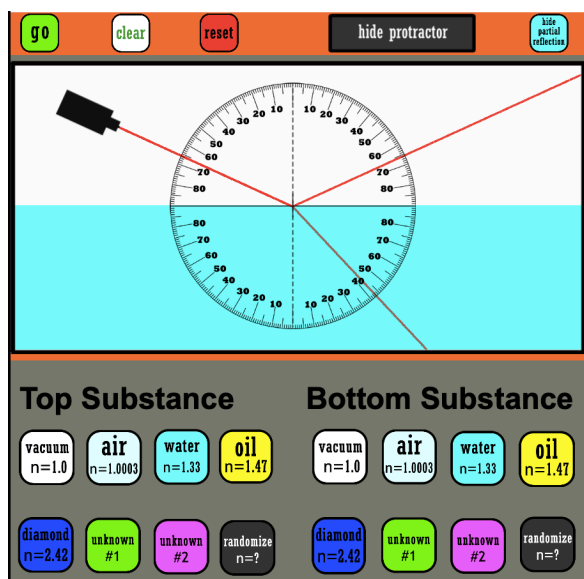 go
clear
reset
hide protractor
hide
partial
reflection
10 10
20 20
30 30
40 40
50 50
60 60
70 70
80 80
80 80
70 70
60 60
50 50
40 40
30 30
20 20
10 10
Top Substance Bottom Substance
vacuum
n=1.0
air
n=1.0003
water
n=1.33
oil
n=1.47
vacuum
n=1.0
air
n=1.0003
water
n=1.33
oil
n=1.47
diamond
n=2.42
unknown
#1
unknown
#2
randomize
n=?
diamond
n=2.42
unknown
#1
unknown
#2
randomize
n=?